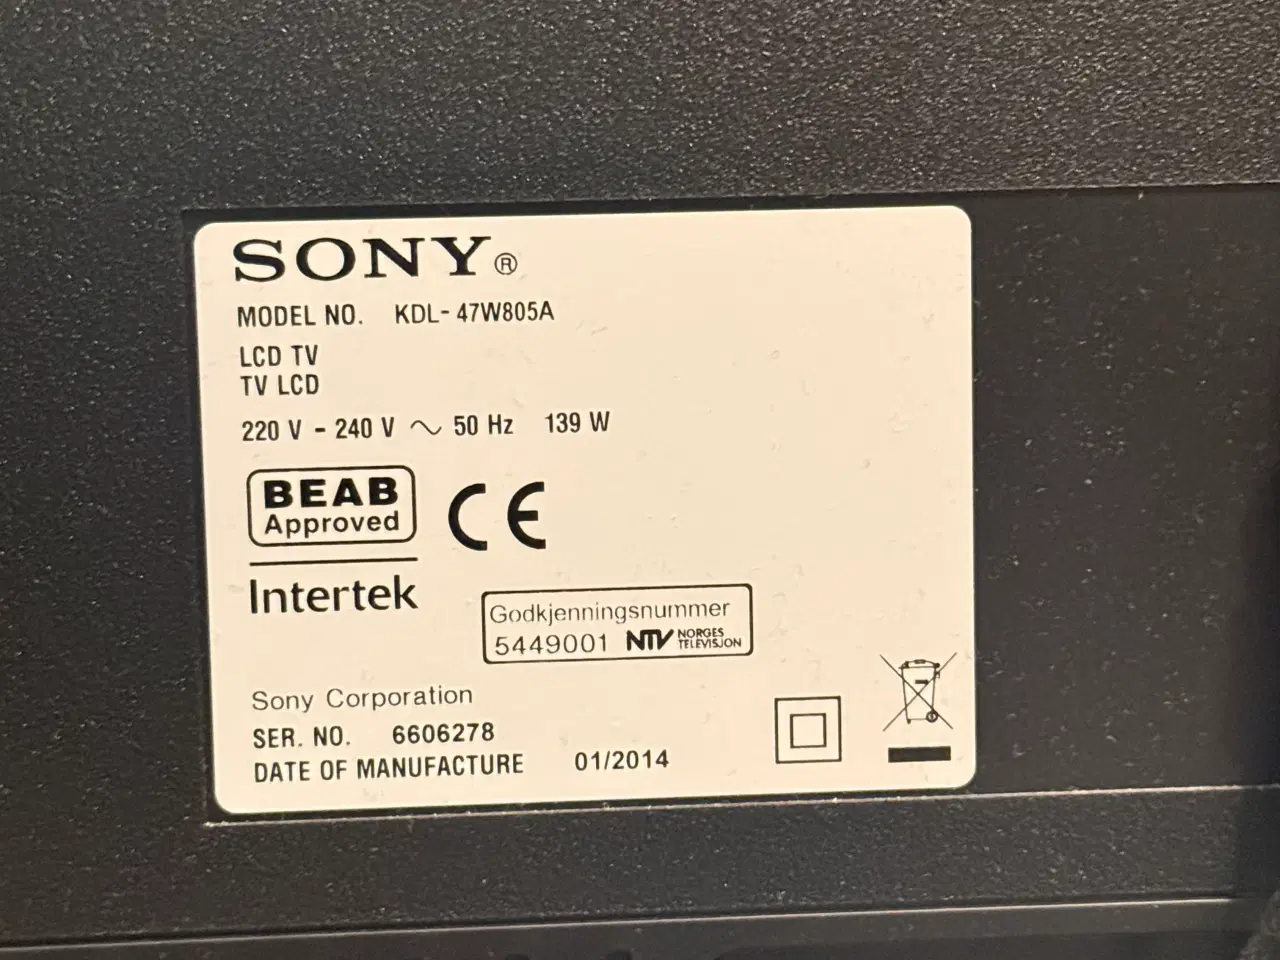 SONY®
MODEL NO. KDL-47W805A
LCD TV
TV LCD
220 V - 240 V ~ 50 Hz 139 W
BEAB
Approved
CE
Intertek
Godkjenningsnummer
5449001 NTV NORGES
TELEVISJON
Sony Corporation
SER. NO. 6606278
DATE OF MANUFACTURE 01/2014